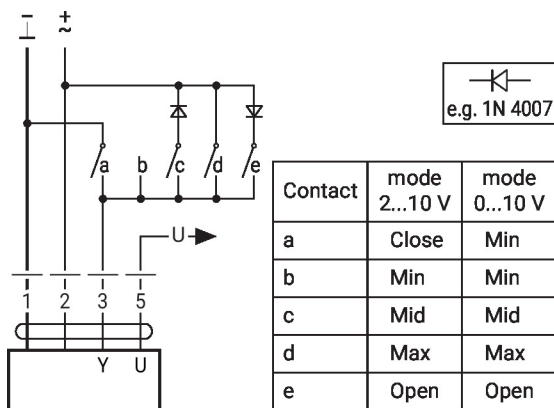 ⊥ ~
a b c d e
U
1 2 3 5
Y U
e.g. 1N 4007
Contact mode 2...10 V mode 0...10 V
a Close Min
b Min Min
c Mid Mid
d Max Max
e Open Open